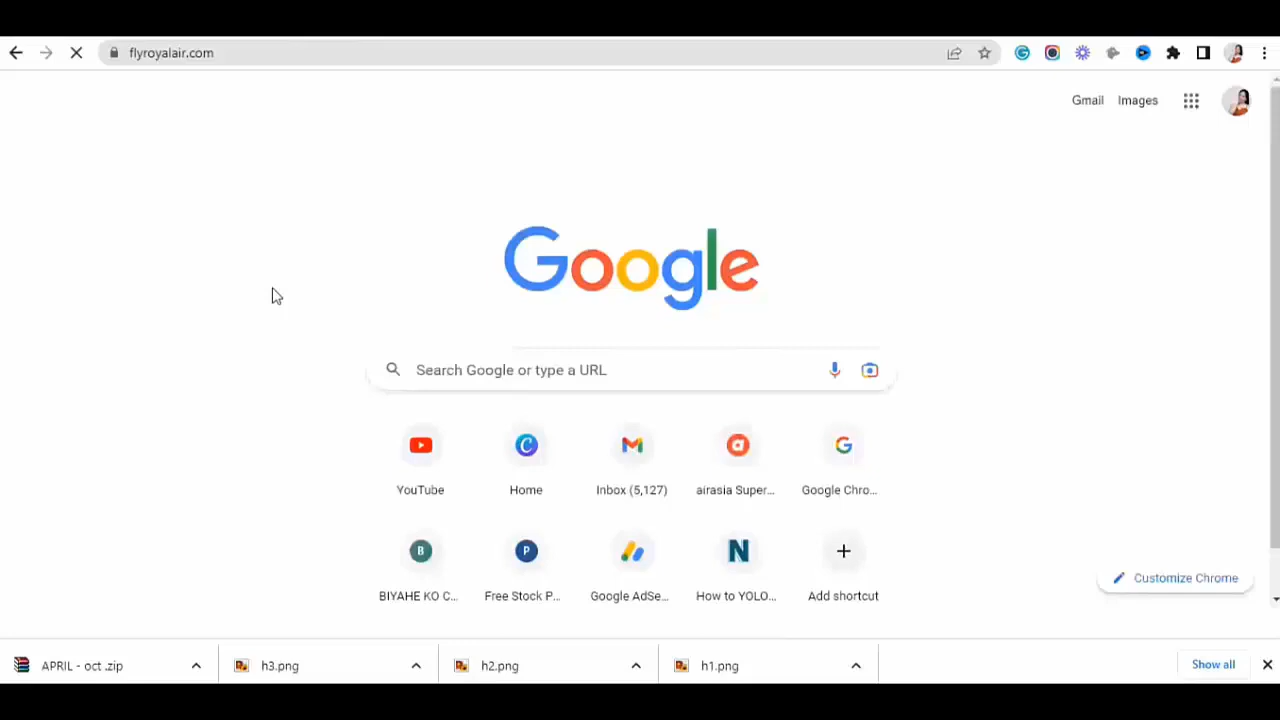 flyroyalair.com
Gmail Images
Google
Search Google or type a URL
YouTube Home Inbox (5,127) airasia Super... Google Chro...
B P N
BIYAHE KO C... Free Stock P... Google AdSe... How to YOLO... Add shortcut
Customize Chrome
APRIL - oct .zip h3.png h2.png h1.png Show all